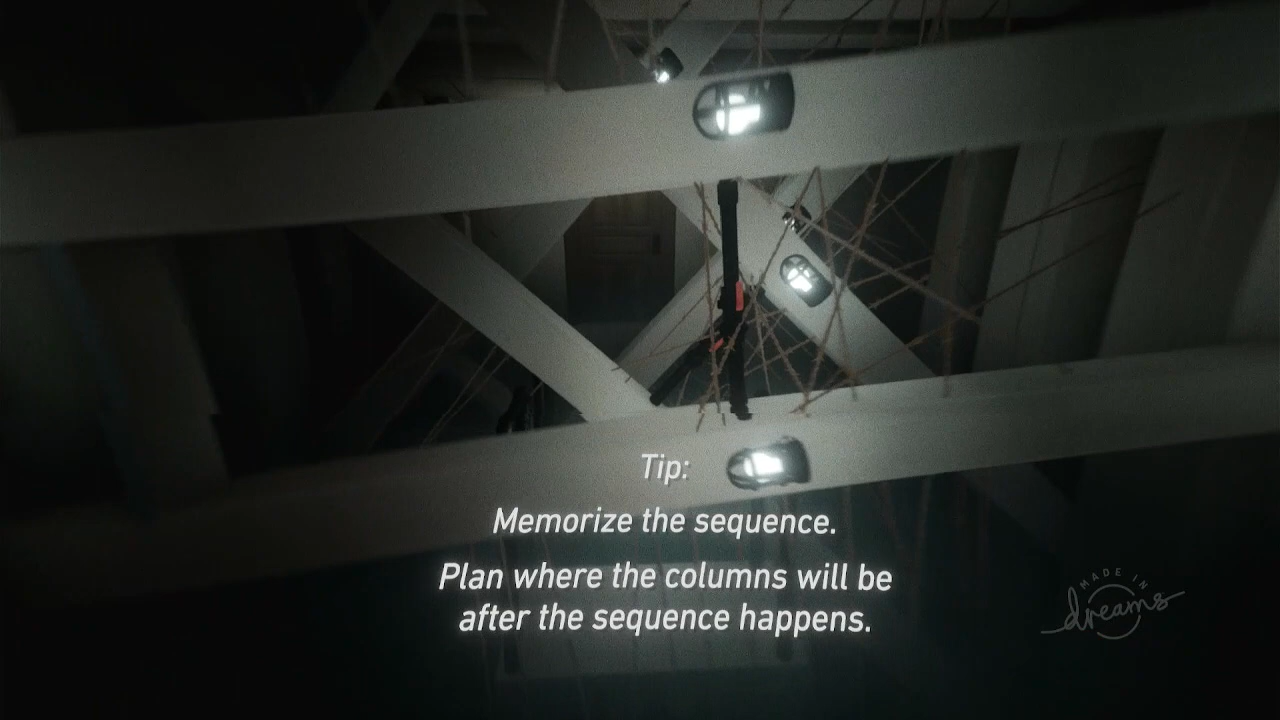 Tip:
Memorize the sequence.
Plan where the columns will be
after the sequence happens.
MADE IN
dreams